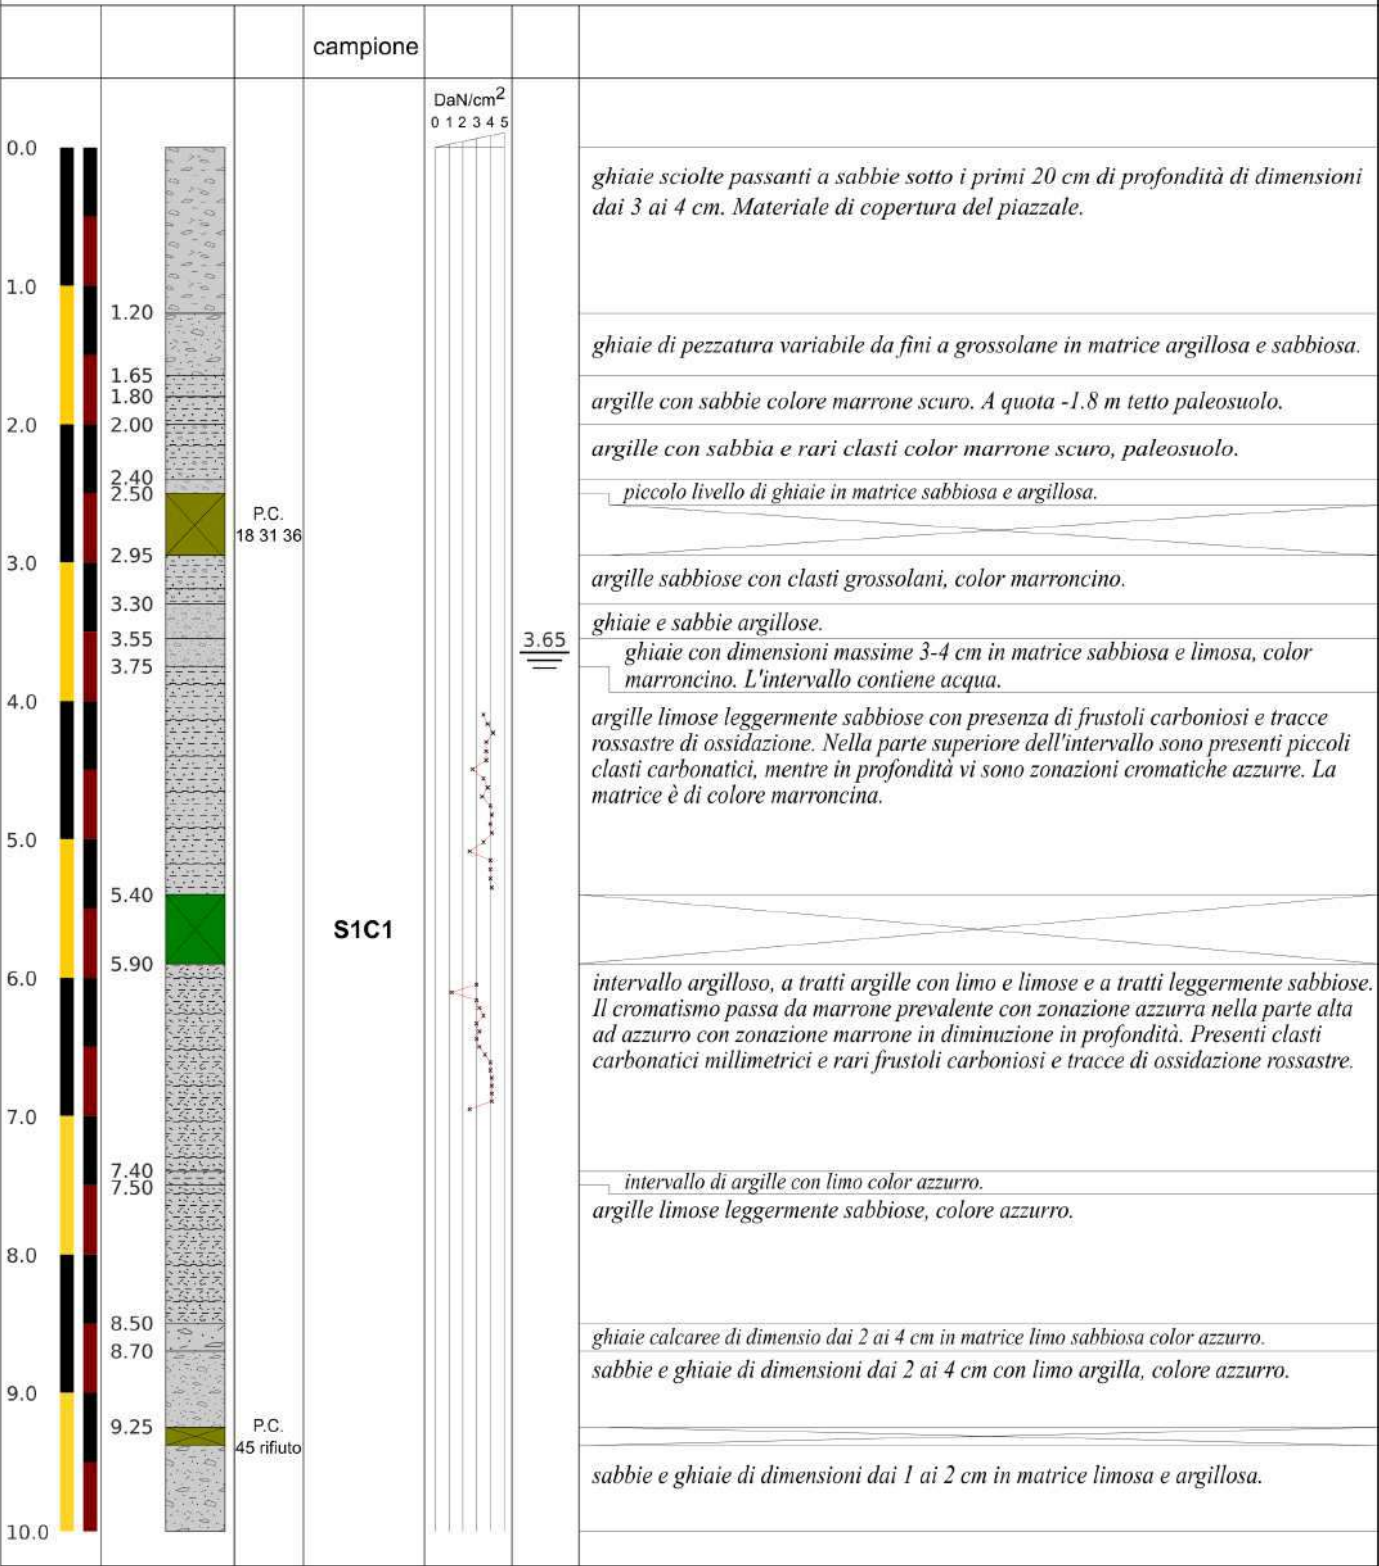 campione
DaN/cm2
0 1 2 3 4 5
0.0
ghiaie sciolte passanti a sabbie sotto i primi 20 cm di profondità di dimensioni
dai 3 ai 4 cm. Materiale di copertura del piazzale.
1.0
1.20
ghiaie di pezzatura variabile da fini a grossolane in matrice argillosa e sabbiosa.
1.65
1.80
argille con sabbie colore marrone scuro. A quota -1.8 m tetto paleosuolo.
2.00
2.0
argille con sabbia e rari clasti color marrone scuro, paleosuolo.
2.40
2.50
piccolo livello di ghiaie in matrice sabbiosa e argillosa.
P.C.
18 31 36
2.95
3.0
argille sabbiose con clasti grossolani, color marroncino.
3.30
ghiaie e sabbie argillose.
3.55
3.65
ghiaie con dimensioni massime 3-4 cm in matrice sabbiosa e limosa, color
marroncino. L'intervallo contiene acqua.
3.75
4.0
argille limose leggermente sabbiose con presenza di frustoli carboniosi e tracce
rossastre di ossidazione. Nella parte superiore dell'intervallo sono presenti piccoli
clasti carbonatici, mentre in profondità vi sono zonazioni cromatiche azzurre. La
matrice è di colore marroncina.
5.0
5.40
S1C1
5.90
6.0
intervallo argilloso, a tratti argille con limo e limose e a tratti leggermente sabbiose.
Il cromatismo passa da marrone prevalente con zonazione azzurra nella parte alta
ad azzurro con zonazione marrone in diminuzione in profondità. Presenti clasti
carbonatici millimetrici e rari frustoli carboniosi e tracce di ossidazione rossastre.
7.0
7.40
7.50
intervallo di argille con limo color azzurro.
argille limose leggermente sabbiose, colore azzurro.
8.0
8.50
ghiaie calcaree di dimensio dai 2 ai 4 cm in matrice limo sabbiosa color azzurro.
8.70
sabbie e ghiaie di dimensioni dai 2 ai 4 cm con limo argilla, colore azzurro.
9.0
9.25
P.C.
45 rifiuto
sabbie e ghiaie di dimensioni dai 1 ai 2 cm in matrice limosa e argillosa.
10.0